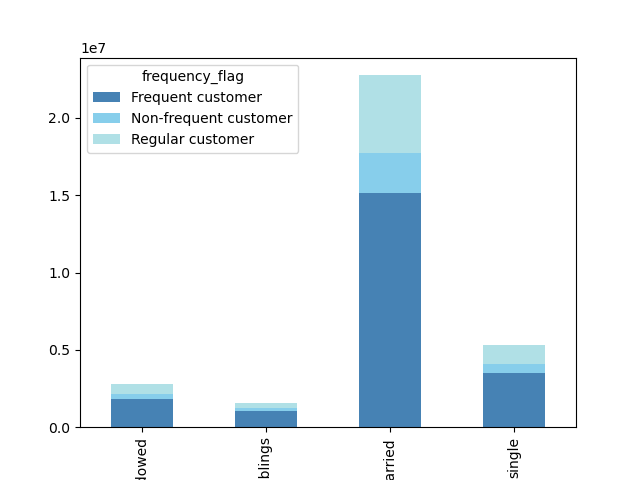 1e7
frequency_flag
Frequent customer
Non-frequent customer
Regular customer
2.0
1.5
1.0
0.5
0.0
dowed
blings
arried
single